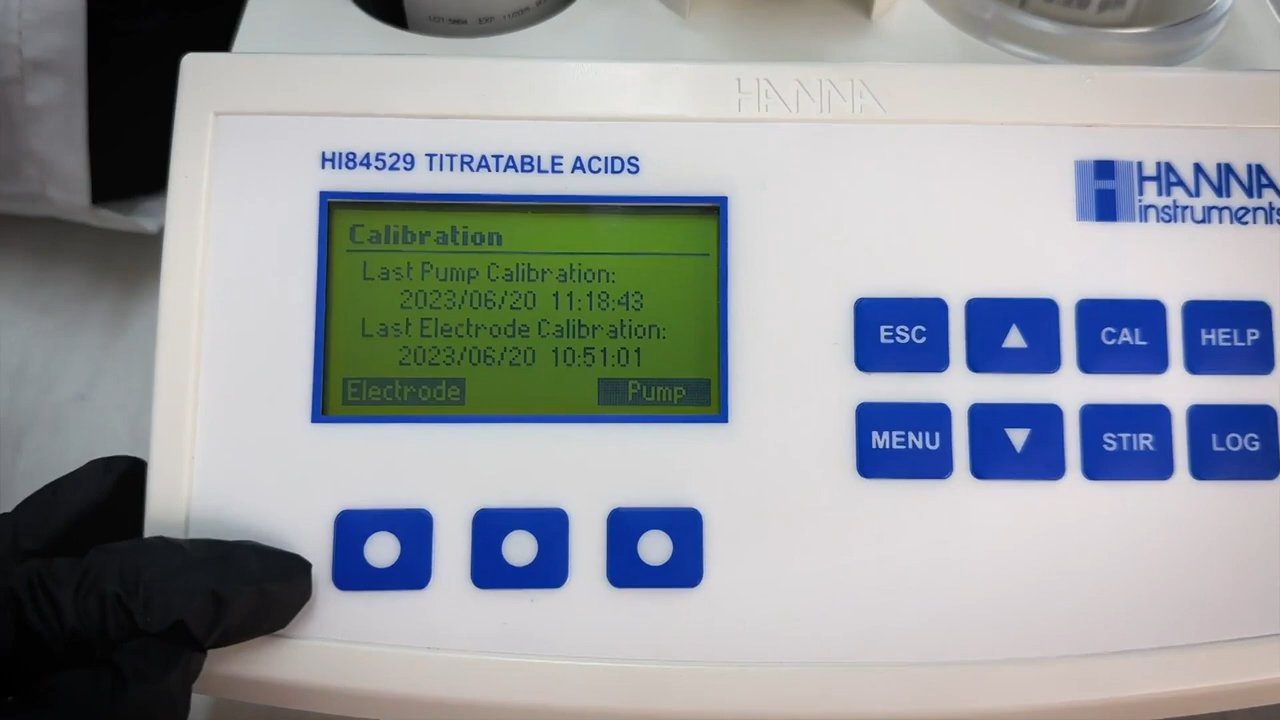 HANNA
HI84529 TITRATABLE ACIDS
HANNA
instruments
Calibration
Last Pump Calibration:
2023/06/20 11:18:43
Last Electrode Calibration:
2023/06/20 10:51:01
Electrode Pump
ESC CAL HELP
MENU STIR LOG